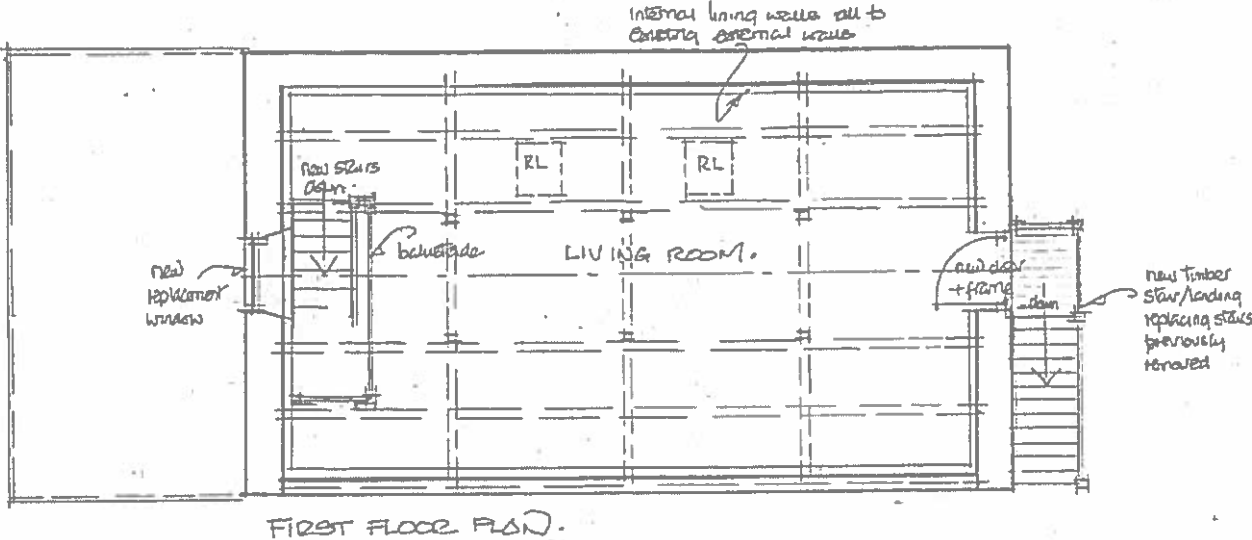 Internal lining walls all to
existing external walls
new stairs
down.
RL
RL
balustrade
LIVING ROOM.
new
replacement
window
new door
+ frame
down
new timber
stair/landing
replacing stairs
previously
removed
FIRST FLOOR PLAN.